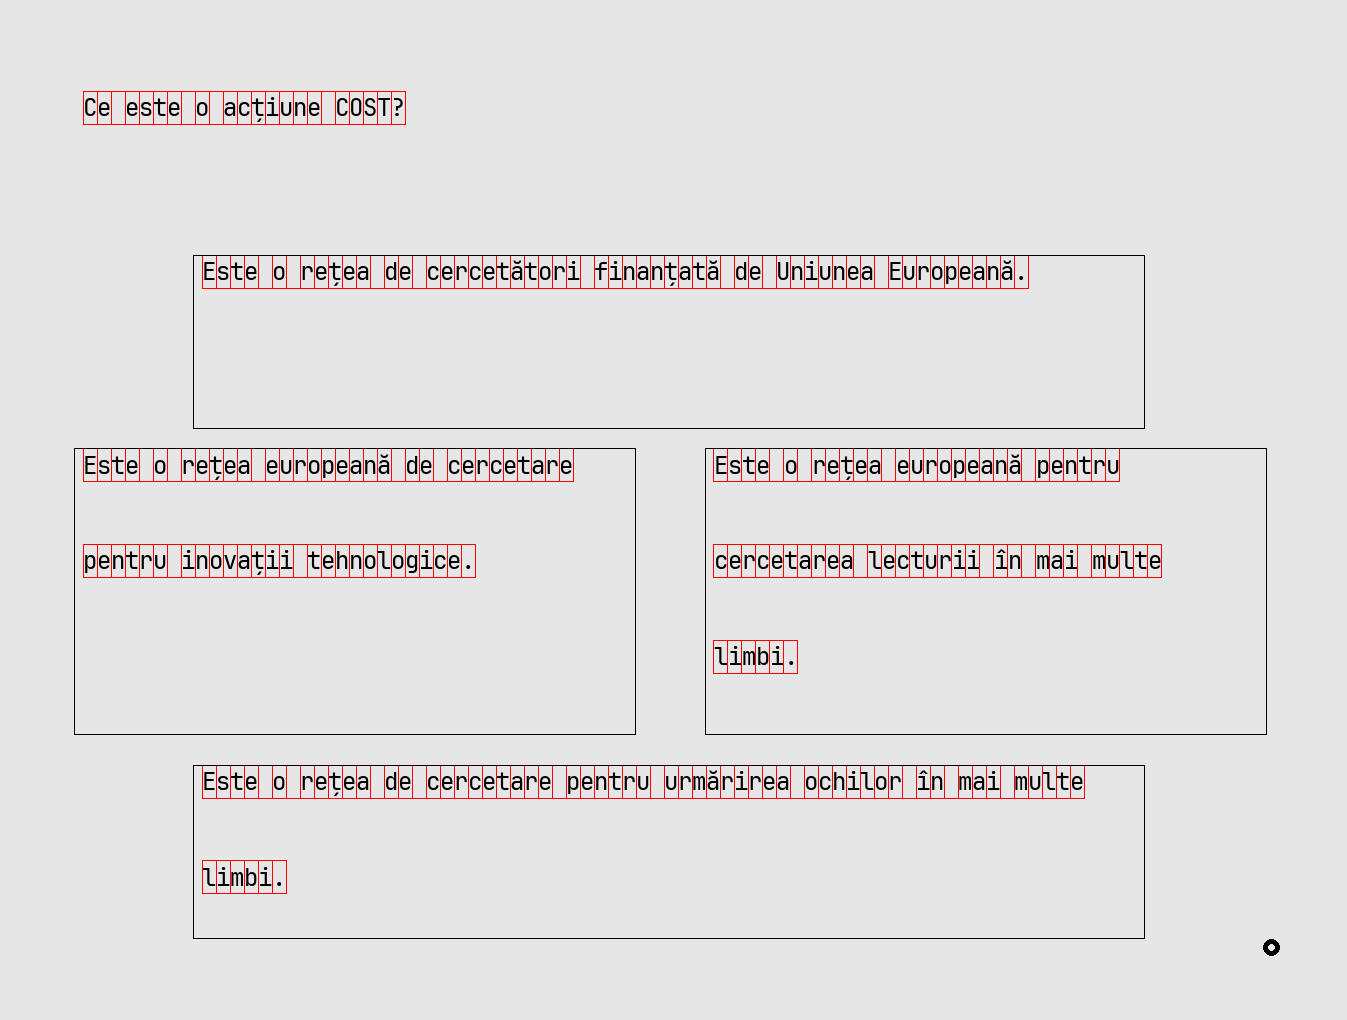 Ce este o acțiune COST?
Este o rețea de cercetători finanțată de Uniunea Europeană.
Este o rețea europeană de cercetare
pentru inovații tehnologice.
Este o rețea europeană pentru
cercetarea lecturii în mai multe
limbi.
Este o rețea de cercetare pentru urmărirea ochilor în mai multe
limbi.